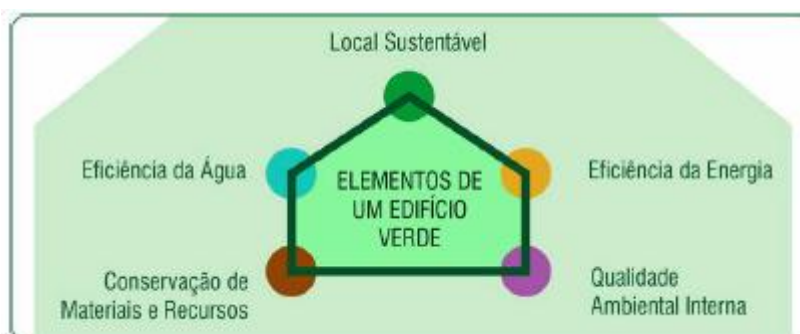 Local Sustentável
Eficiência da Água
Eficiência da Energia
ELEMENTOS DE
UM EDIFÍCIO
VERDE
Conservação de
Materiais e Recursos
Qualidade
Ambiental Interna